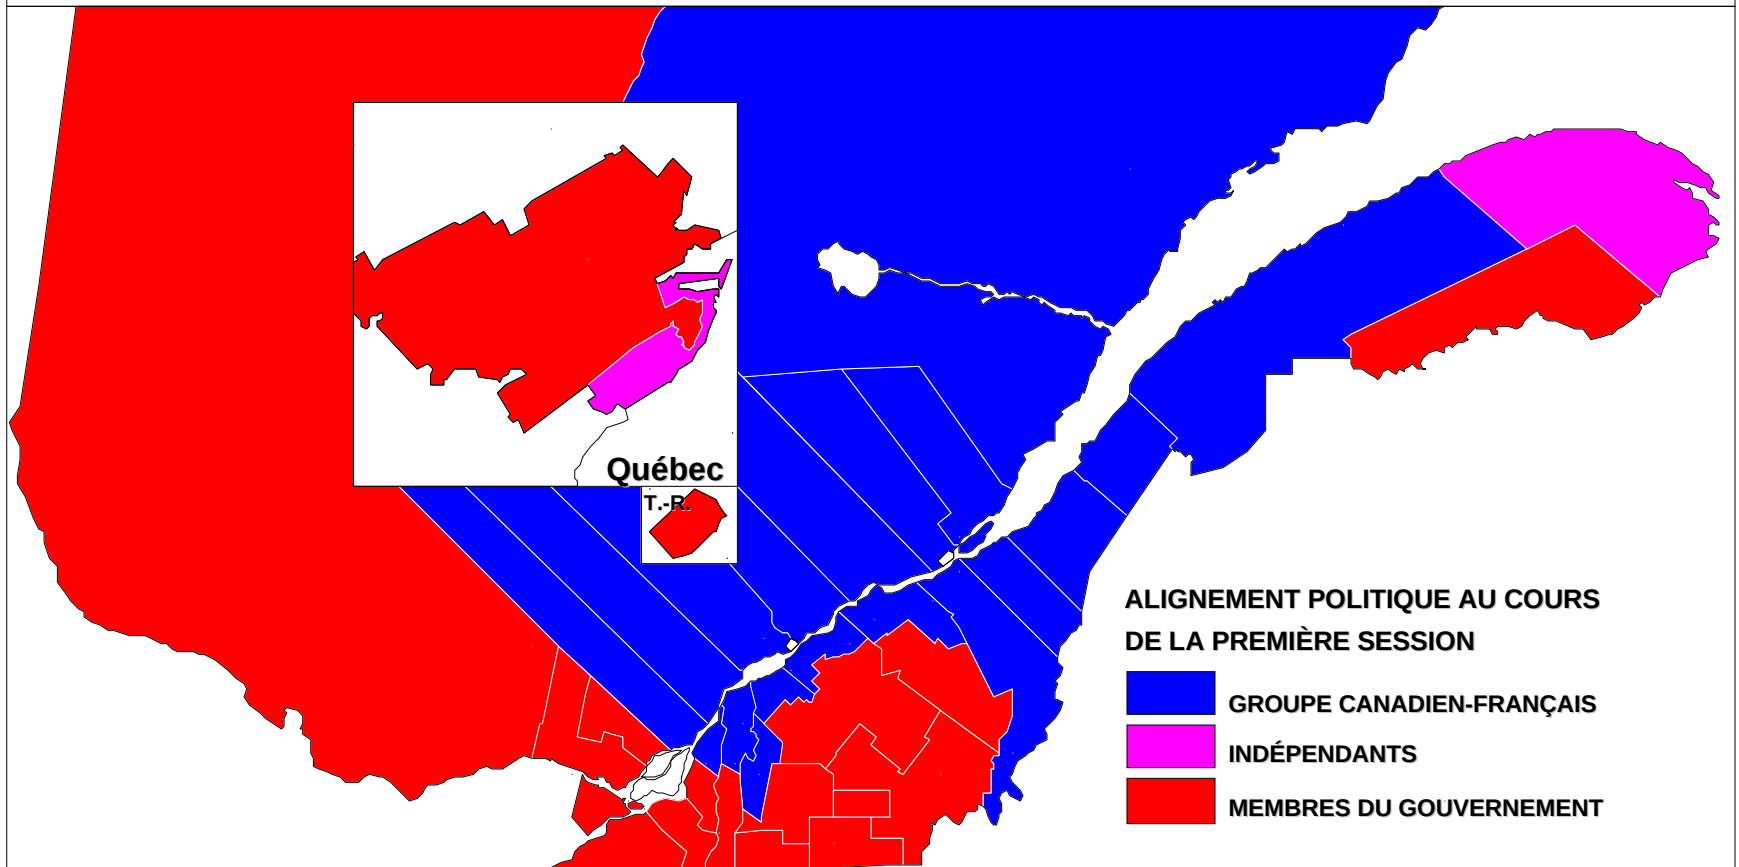 Québec
T.-R.
ALIGNEMENT POLITIQUE AU COURS
DE LA PREMIÈRE SESSION
GROUPE CANADIEN-FRANÇAIS
INDÉPENDANTS
MEMBRES DU GOUVERNEMENT